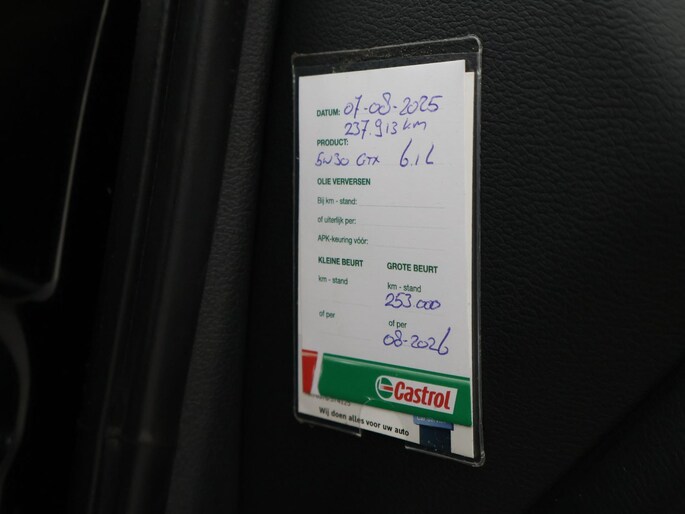 DATUM: 07-08-2025
237.913 km
PRODUCT:
5W30 GTX 6.1L
OLIE VERVERSEN
Bij km - stand:
of uiterlijk per:
APK-keuring vóór:
KLEINE BEURT
km - stand
of per
GROTE BEURT
km - stand
253.000
of per
08-2026
Castrol
Wij doen alles voor uw auto